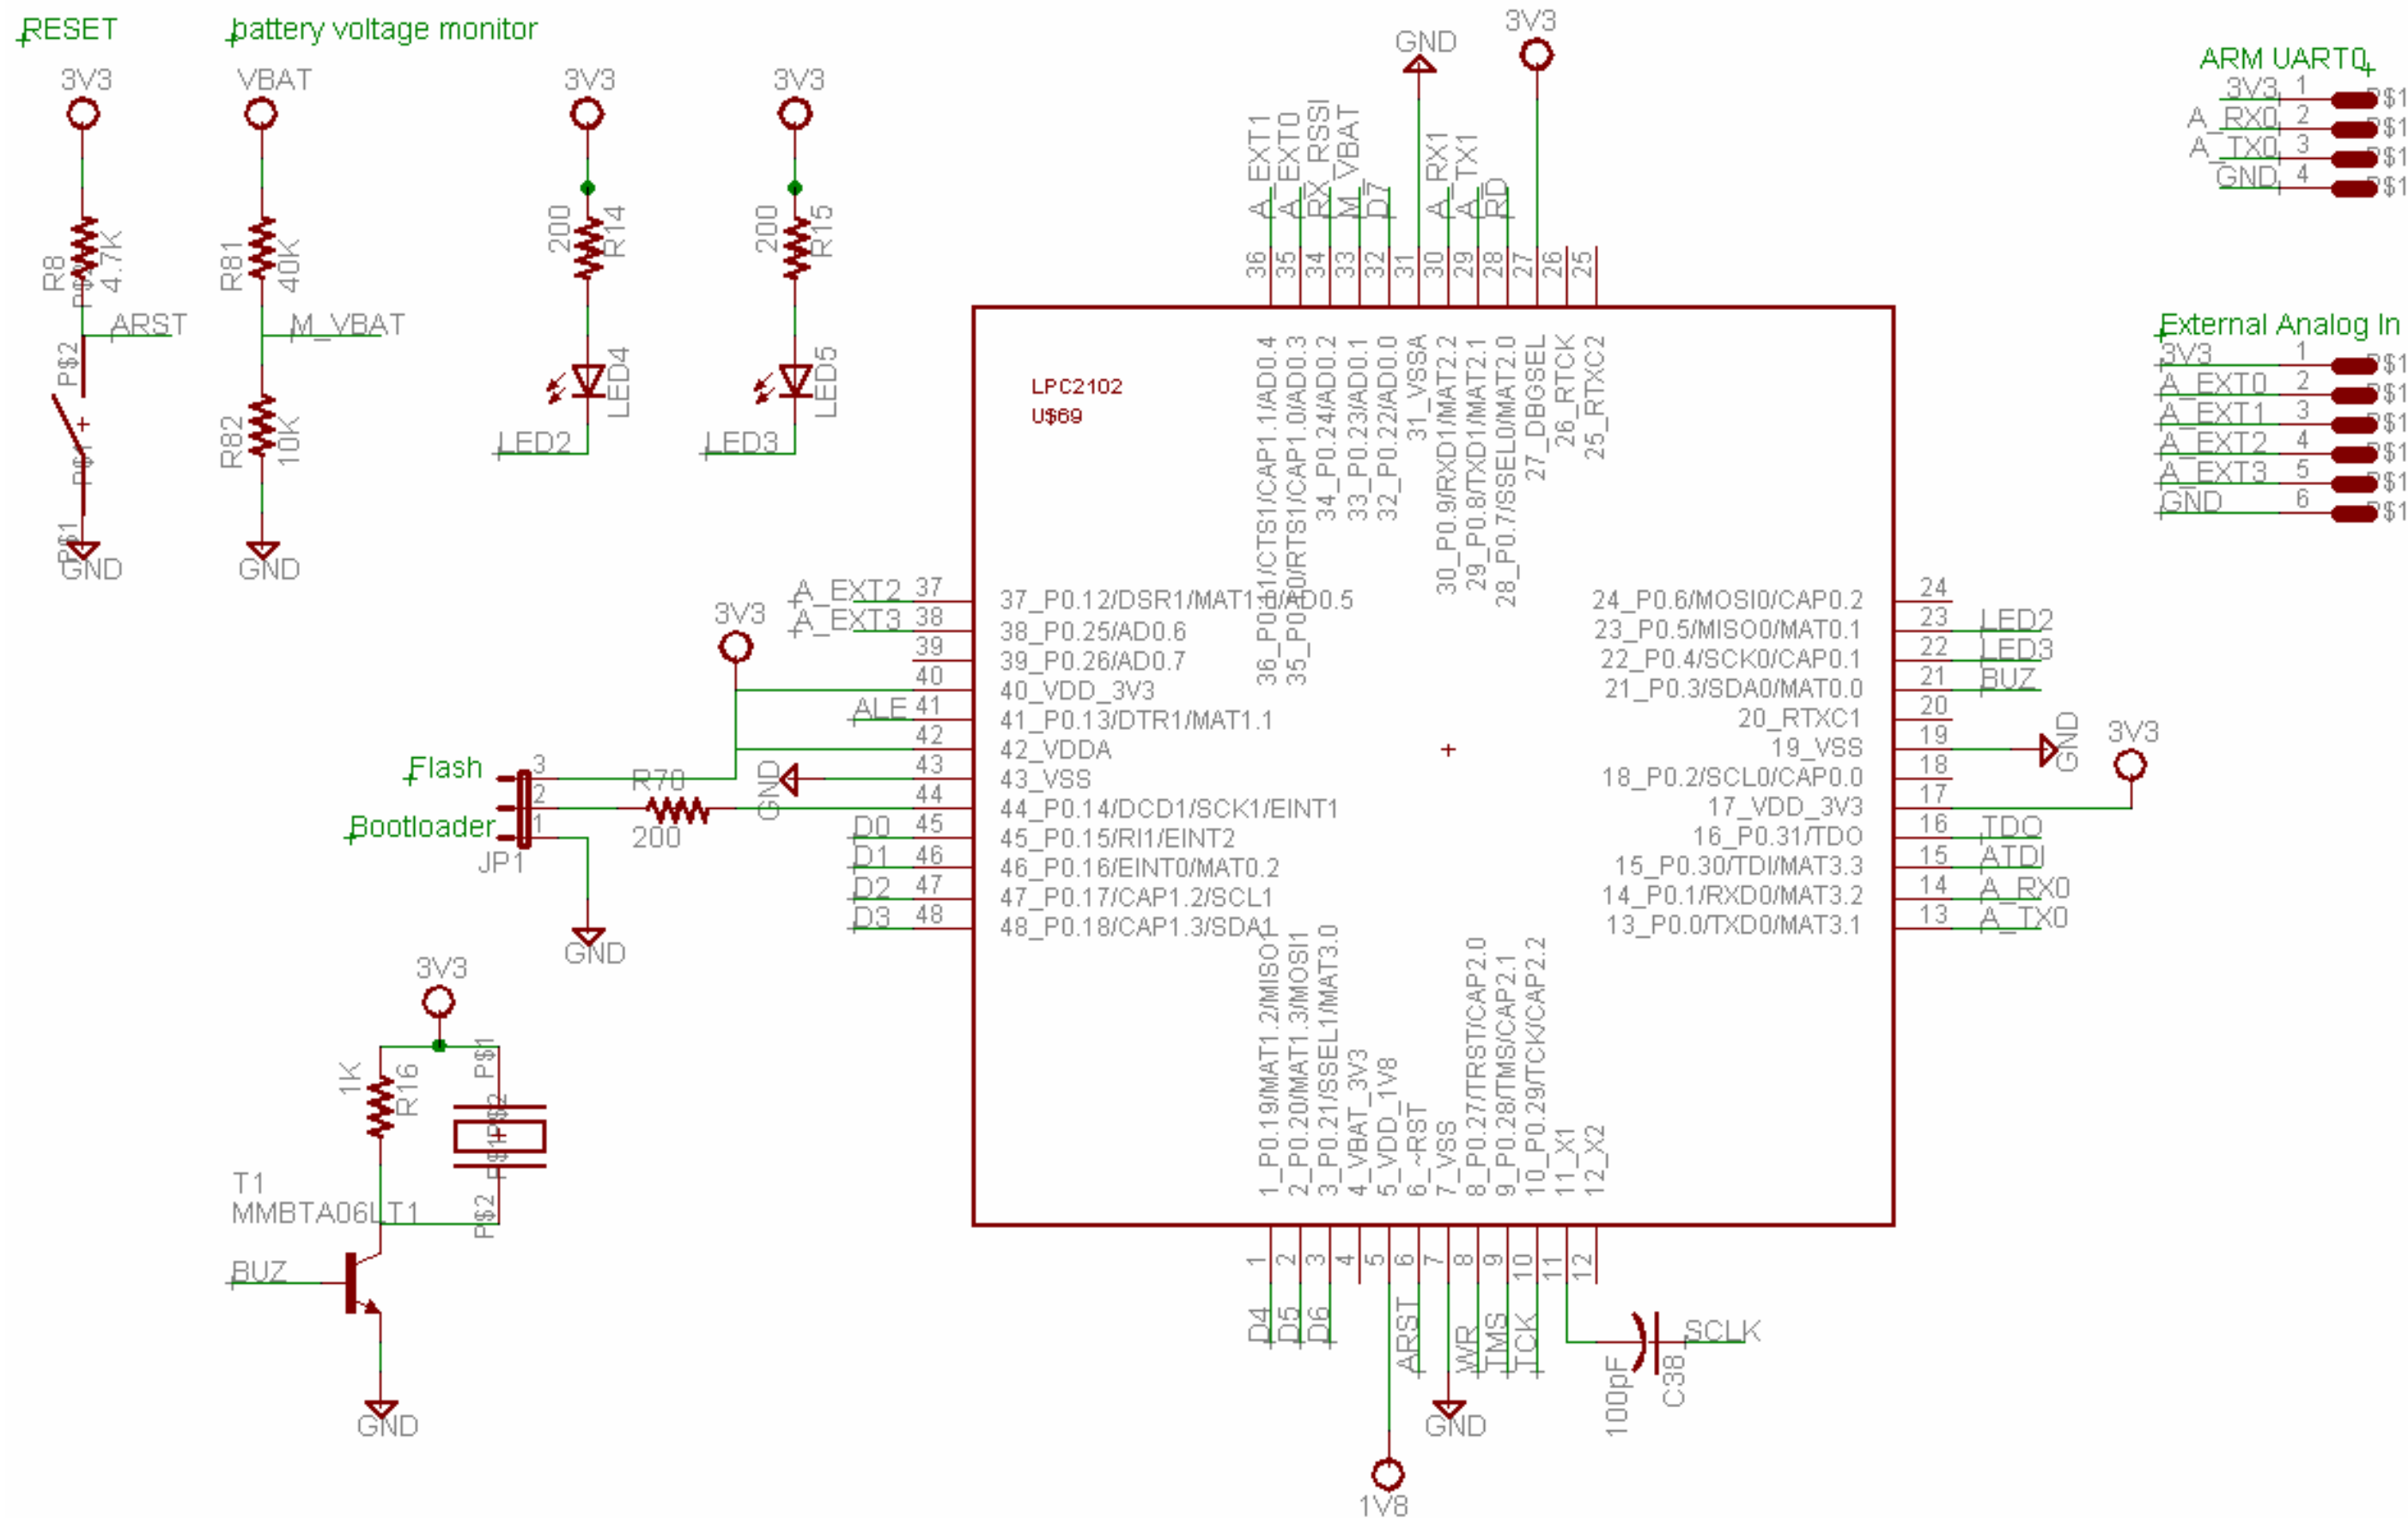 RESET
battery voltage monitor
3V3
VBAT
3V3
3V3
GND
3V3
ARM UART0
3V3 1 P$1
A_RX0 2 P$1
A_TX0 3 P$1
GND 4 P$1
R8
4.7K
ARST
P$2
P$1
GND
R81
40K
M_VBAT
R82
10K
GND
200
R14
LED4
LED2
200
R15
LED5
LED3
External Analog In
3V3 1 P$1
A_EXT0 2 P$1
A_EXT1 3 P$1
A_EXT2 4 P$1
A_EXT3 5 P$1
GND 6 P$1
A_EXT1 36
A_EXT0 35
RX_RSSI 34
M_VBAT 33
D7 32
31
A_RX1 30
A_TX1 29
RD 28
27
26
25
LPC2102
U$69
36_P0.11/CTS1/CAP1.1/AD0.4
35_P0.10/RTS1/CAP1.0/AD0.3
34_P0.24/AD0.2
33_P0.23/AD0.1
32_P0.22/AD0.0
31_VSSA
30_P0.9/RXD1/MAT2.2
29_P0.8/TXD1/MAT2.1
28_P0.7/SSEL0/MAT2.0
27_DBGSEL
26_RTCK
25_RTXC2
3V3
A_EXT2 37 37_P0.12/DSR1/MAT1.0/AD0.5
A_EXT3 38 38_P0.25/AD0.6
39 39_P0.26/AD0.7
40 40_VDD_3V3
ALE 41 41_P0.13/DTR1/MAT1.1
42 42_VDDA
GND 43 43_VSS
44 44_P0.14/DCD1/SCK1/EINT1
D0 45 45_P0.15/RI1/EINT2
D1 46 46_P0.16/EINT0/MAT0.2
D2 47 47_P0.17/CAP1.2/SCL1
D3 48 48_P0.18/CAP1.3/SDA1
Flash
Bootloader
3
2
1
JP1
R70
200
GND
24_P0.6/MOSI0/CAP0.2 24
23_P0.5/MISO0/MAT0.1 23 LED2
22_P0.4/SCK0/CAP0.1 22 LED3
21_P0.3/SDA0/MAT0.0 21 BUZ
20_RTXC1 20
19_VSS 19 GND
18_P0.2/SCL0/CAP0.0 18
17_VDD_3V3 17 3V3
16_P0.31/TDO 16 TDO
15_P0.30/TDI/MAT3.3 15 ATDI
14_P0.1/RXD0/MAT3.2 14 A_RX0
13_P0.0/TXD0/MAT3.1 13 A_TX0
3V3
1K
R16
P$1
P$2
T1
MMBTA06LT1
BUZ
GND
1_P0.19/MAT1.2/MISO1
2_P0.20/MAT1.3/MOSI1
3_P0.21/SSEL1/MAT3.0
4_VBAT_3V3
5_VDD_1V8
6_~RST
7_VSS
8_P0.27/TRST/CAP2.0
9_P0.28/TMS/CAP2.1
10_P0.29/TCK/CAP2.2
11_X1
12_X2
D4 1
D5 2
D6 3
4
5
ARST 6
7
WR 8
TMS 9
TCK 10
11
12
GND
1V8
100pF
C38
SCLK